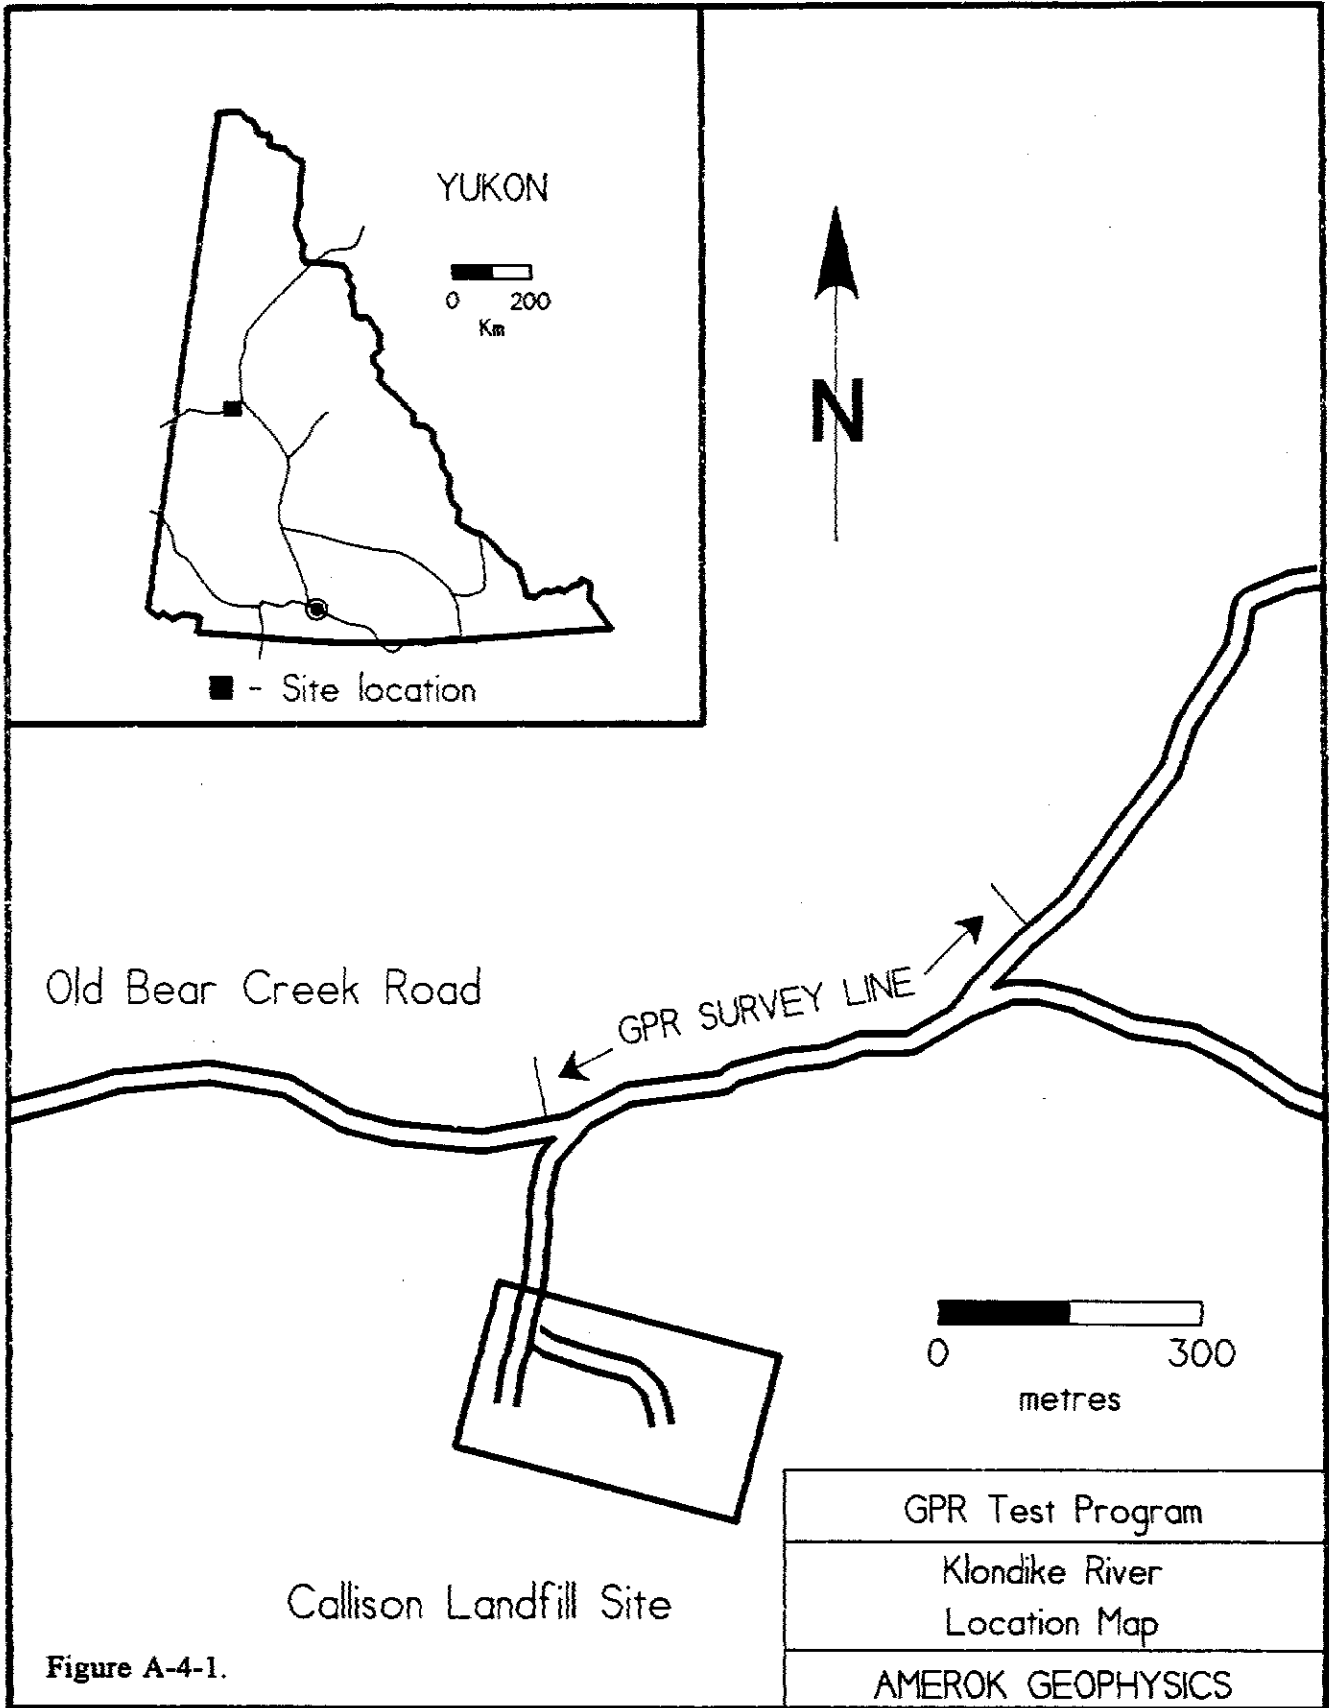 YUKON
0 200
Km
■ - Site location
N
Old Bear Creek Road
GPR SURVEY LINE
0 300
metres
Callison Landfill Site
Figure A-4-1.
GPR Test Program
Klondike River
Location Map
AMEROK GEOPHYSICS